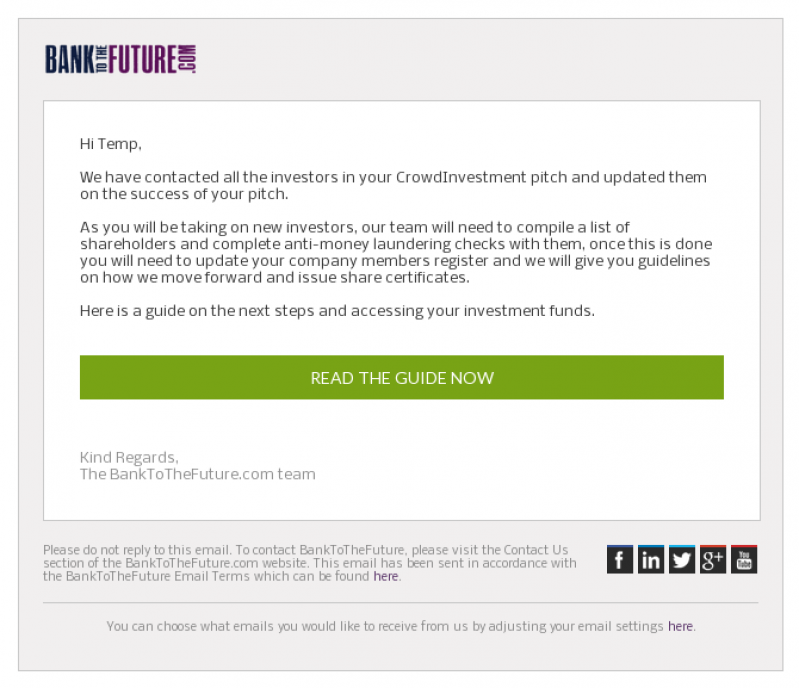 BANK TO THE FUTURE .COM
Hi Temp,
We have contacted all the investors in your CrowdInvestment pitch and updated them
on the success of your pitch.
As you will be taking on new investors, our team will need to compile a list of
shareholders and complete anti-money laundering checks with them, once this is done
you will need to update your company members register and we will give you guidelines
on how we move forward and issue share certificates.
Here is a guide on the next steps and accessing your investment funds.
READ THE GUIDE NOW
Kind Regards,
The BankToTheFuture.com team
Please do not reply to this email. To contact BankToTheFuture, please visit the Contact Us
section of the BankToTheFuture.com website. This email has been sent in accordance with
the BankToTheFuture Email Terms which can be found here.
f in g+ You Tube
You can choose what emails you would like to receive from us by adjusting your email settings here.